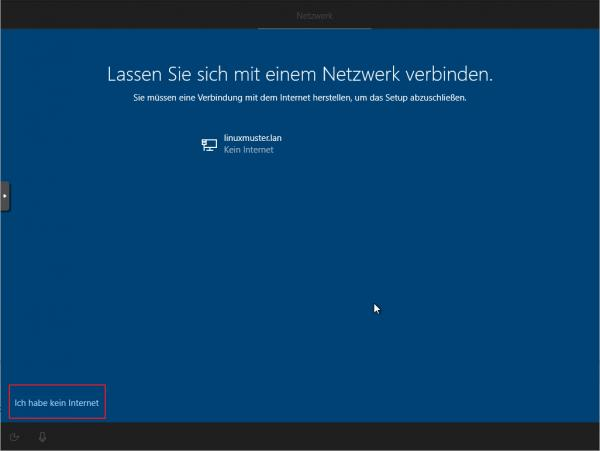 Netzwerk
Lassen Sie sich mit einem Netzwerk verbinden.
Sie müssen eine Verbindung mit dem Internet herstellen, um das Setup abzuschließen.
linuxmuster.lan
Kein Internet
Ich habe kein Internet